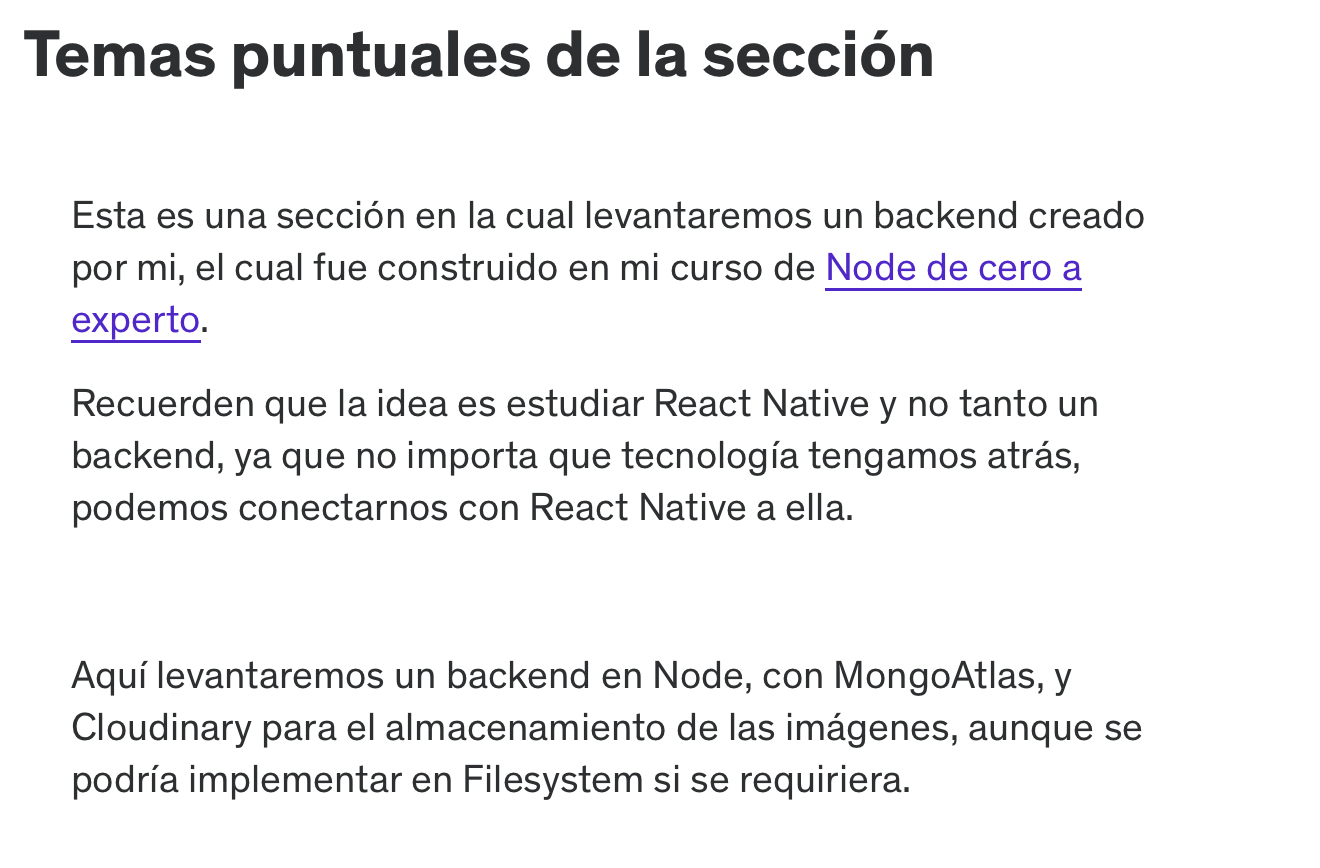 Temas puntuales de la sección
Esta es una sección en la cual levantaremos un backend creado
por mi, el cual fue construido en mi curso de Node de cero a
experto.
Recuerden que la idea es estudiar React Native y no tanto un
backend, ya que no importa que tecnología tengamos atrás,
podemos conectarnos con React Native a ella.
Aquí levantaremos un backend en Node, con MongoAtlas, y
Cloudinary para el almacenamiento de las imágenes, aunque se
podría implementar en Filesystem si se requiriera.